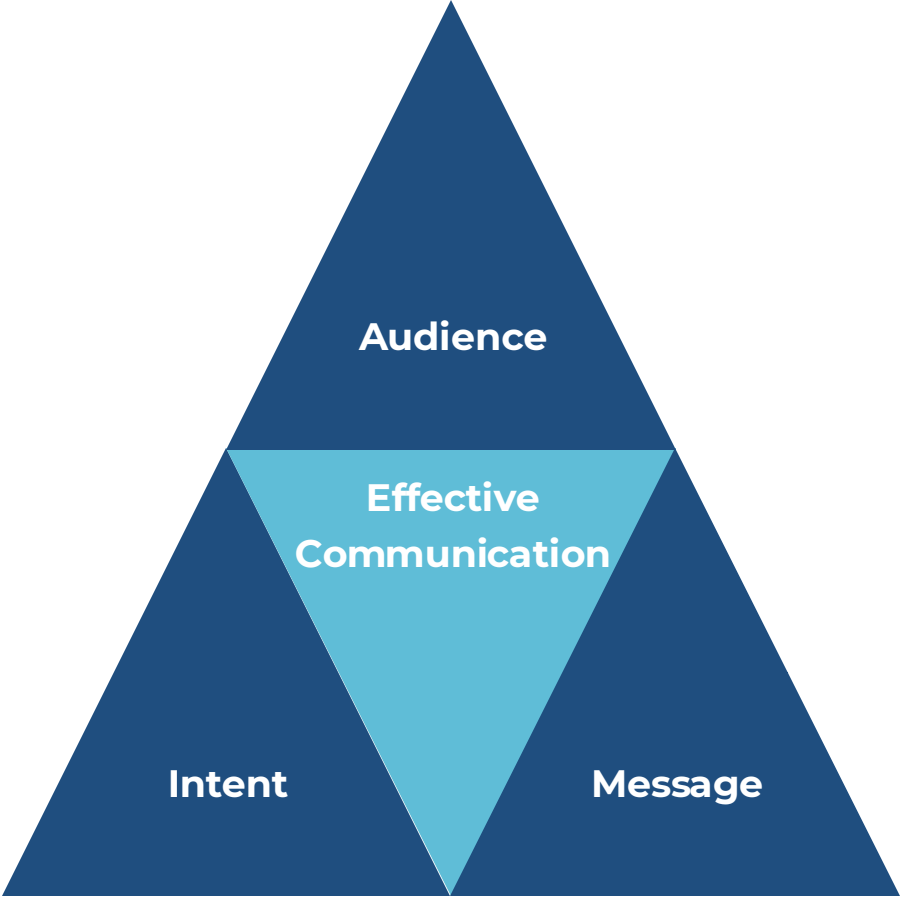 Audience
Effective
Communication
Intent
Message